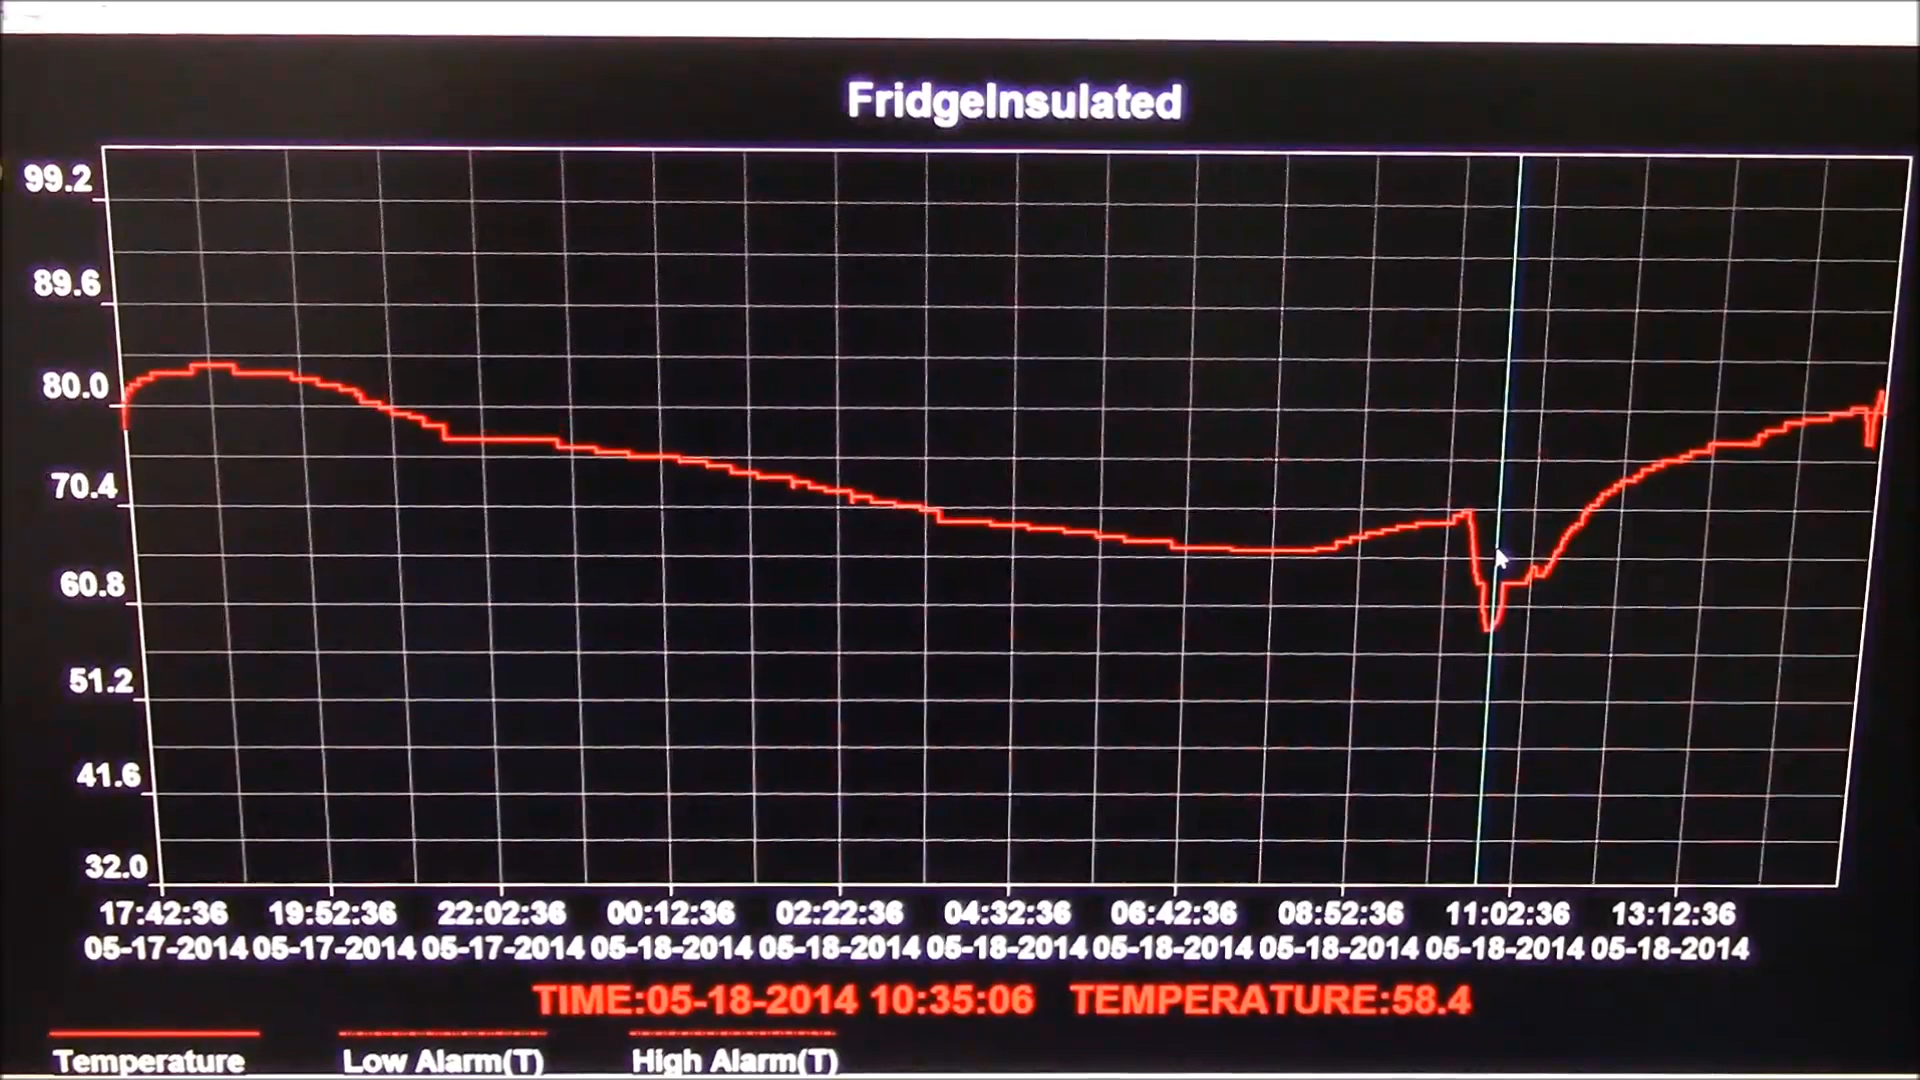 FridgeInsulated
99.2
89.6
80.0
70.4
60.8
51.2
41.6
32.0
17:42:36 19:52:36 22:02:36 00:12:36 02:22:36 04:32:36 06:42:36 08:52:36 11:02:36 13:12:36
05-17-2014 05-17-2014 05-17-2014 05-18-2014 05-18-2014 05-18-2014 05-18-2014 05-18-2014 05-18-2014 05-18-2014
TIME:05-18-2014 10:35:06 TEMPERATURE:58.4
Temperature Low Alarm(T) High Alarm(T)